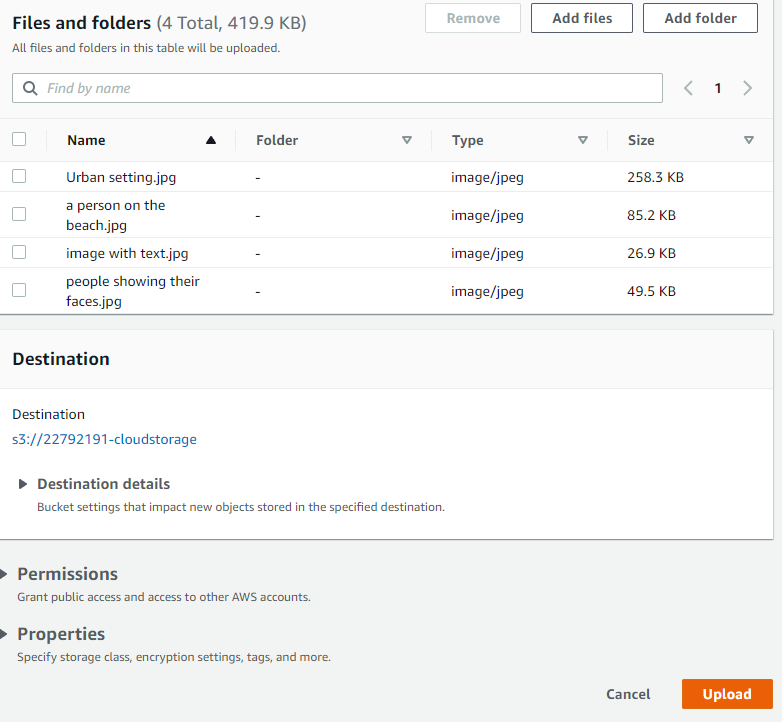 Files and folders (4 Total, 419.9 KB)
Remove
Add files
Add folder
All files and folders in this table will be uploaded.
Find by name
1
Name Folder Type Size
Urban setting.jpg - image/jpeg 258.3 KB
a person on the
beach.jpg - image/jpeg 85.2 KB
image with text.jpg - image/jpeg 26.9 KB
people showing their
faces.jpg - image/jpeg 49.5 KB
Destination
Destination
s3://22792191-cloudstorage
Destination details
Bucket settings that impact new objects stored in the specified destination.
Permissions
Grant public access and access to other AWS accounts.
Properties
Specify storage class, encryption settings, tags, and more.
Cancel Upload